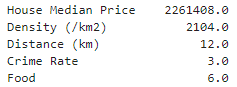 House Median Price 2261408.0
Density (/km2) 2104.0
Distance (km) 12.0
Crime Rate 3.0
Food 6.0